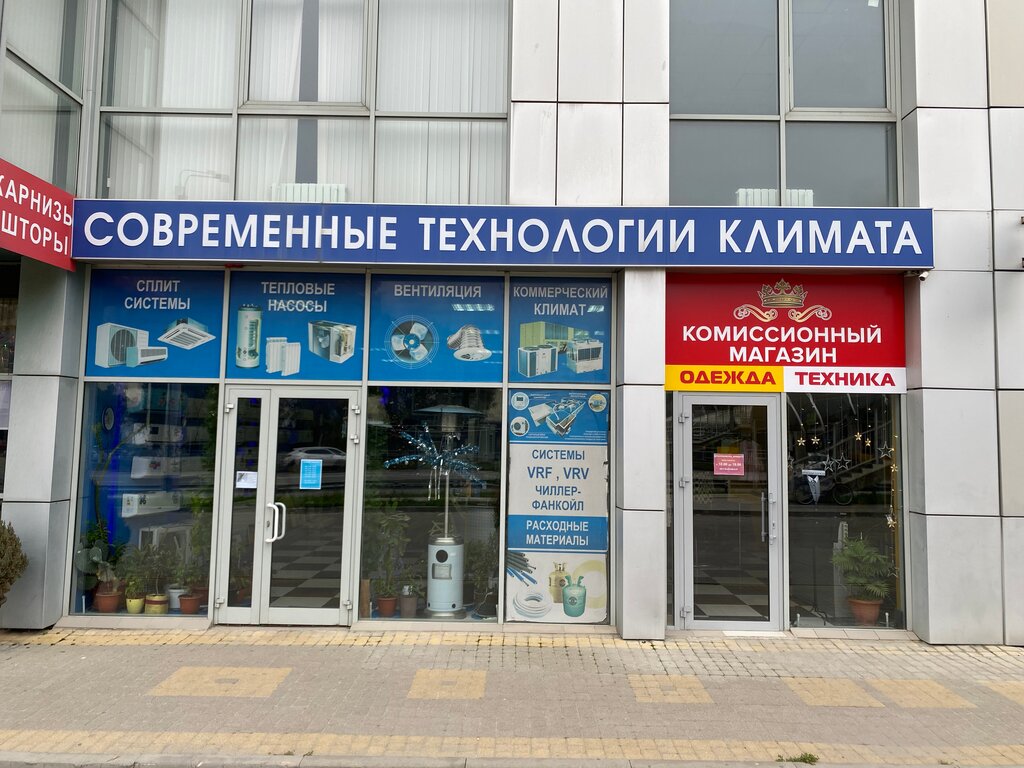 КАРНИЗЫ
ШТОРЫ
СОВРЕМЕННЫЕ ТЕХНОЛОГИИ КЛИМАТА
СПЛИТ
СИСТЕМЫ
ТЕПЛОВЫЕ
НАСОСЫ
ВЕНТИЛЯЦИЯ
КОММЕРЧЕСКИЙ
КЛИМАТ
СИСТЕМЫ
VRF , VRV
ЧИЛЛЕР-
ФАНКОЙЛ
РАСХОДНЫЕ
МАТЕРИАЛЫ
КОМИССИОННЫЙ
МАГАЗИН
ОДЕЖДА ТЕХНИКА